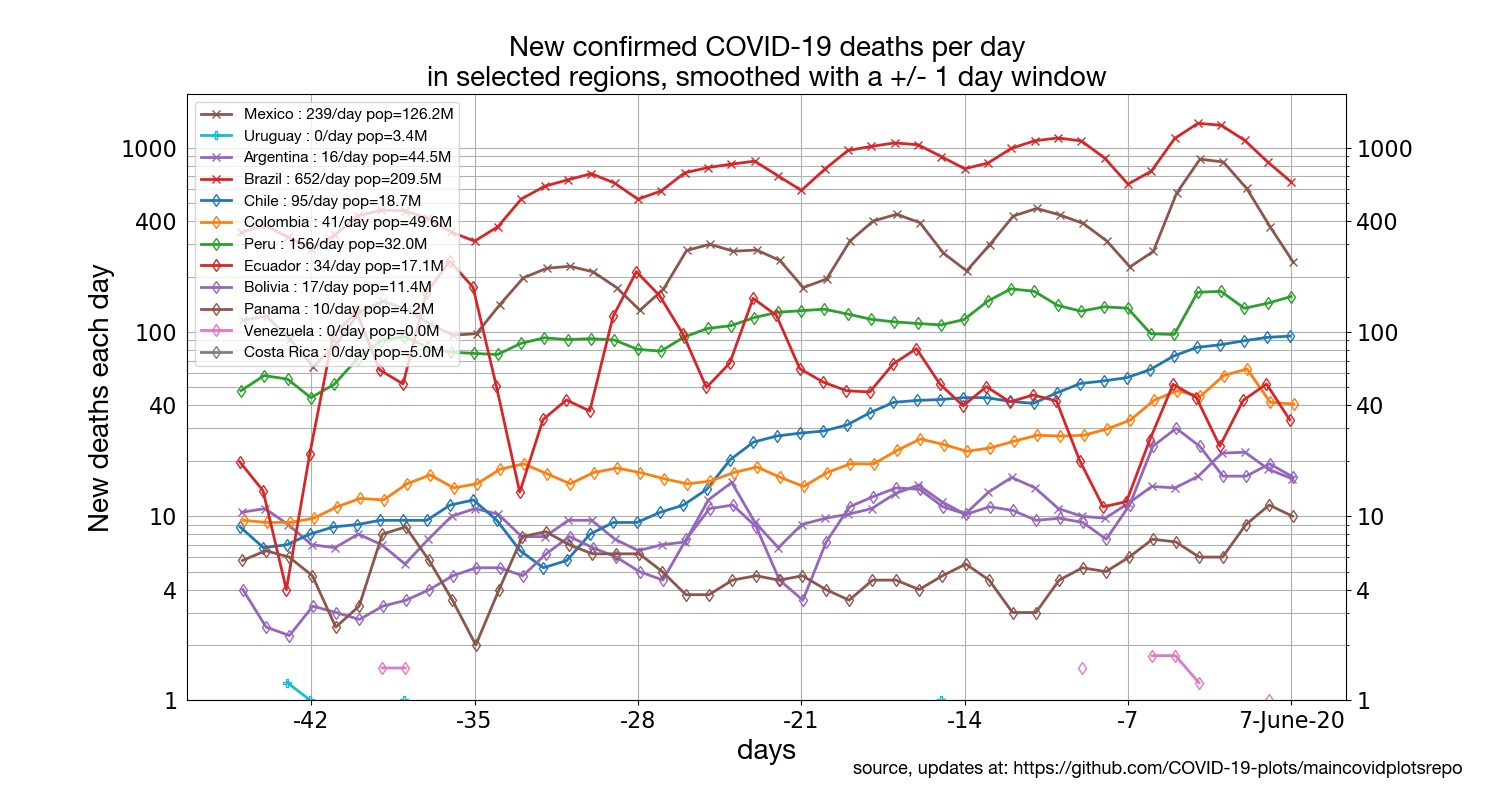 New confirmed COVID-19 deaths per day
in selected regions, smoothed with a +/- 1 day window
Mexico : 239/day pop=126.2M
Uruguay : 0/day pop=3.4M
Argentina : 16/day pop=44.5M
Brazil : 652/day pop=209.5M
Chile : 95/day pop=18.7M
Colombia : 41/day pop=49.6M
Peru : 156/day pop=32.0M
Ecuador : 34/day pop=17.1M
Bolivia : 17/day pop=11.4M
Panama : 10/day pop=4.2M
Venezuela : 0/day pop=0.0M
Costa Rica : 0/day pop=5.0M
New deaths each day
1000
400
100
40
10
4
1
1000
400
100
40
10
4
1
-42 -35 -28 -21 -14 -7 7-June-20
days
source, updates at: https://github.com/COVID-19-plots/maincovidplotsrepo